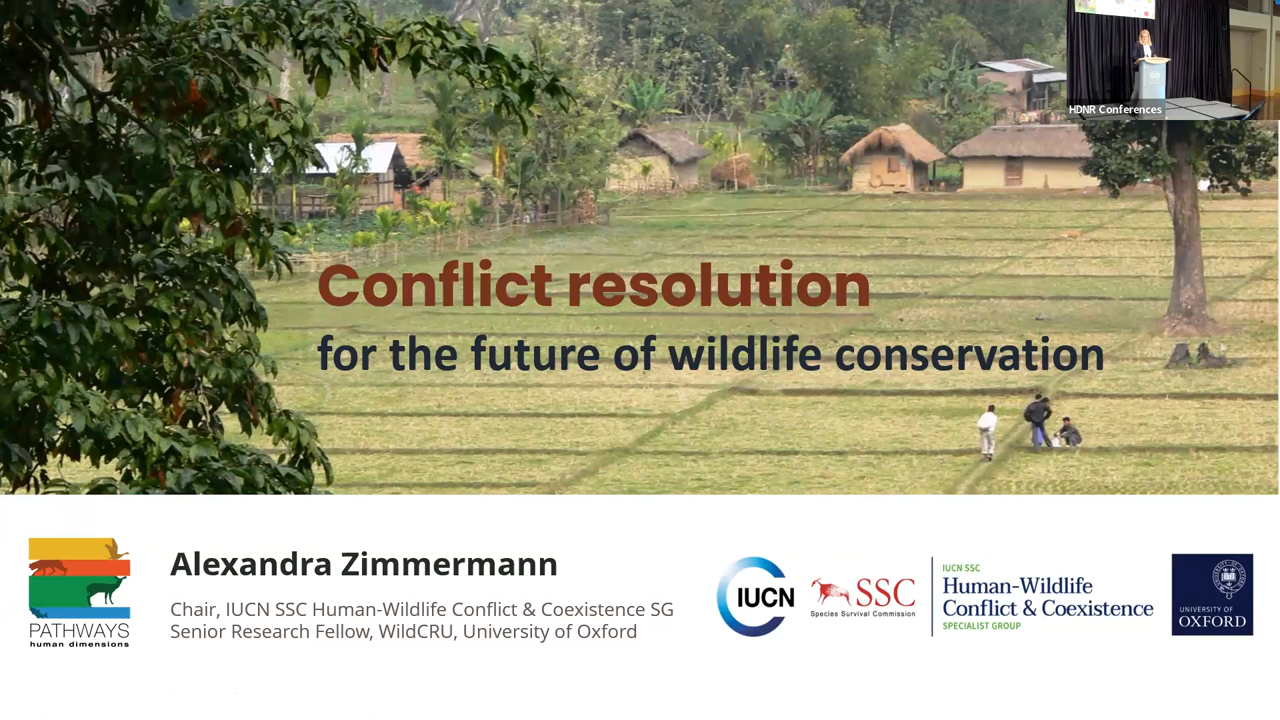 HDNR Conferences
Conflict resolution
for the future of wildlife conservation
PATHWAYS
human dimensions
Alexandra Zimmermann
Chair, IUCN SSC Human-Wildlife Conflict & Coexistence SG
Senior Research Fellow, WildCRU, University of Oxford
IUCN
SSC
Species Survival Commission
IUCN SSC
Human-Wildlife
Conflict & Coexistence
SPECIALIST GROUP
UNIVERSITY OF
OXFORD